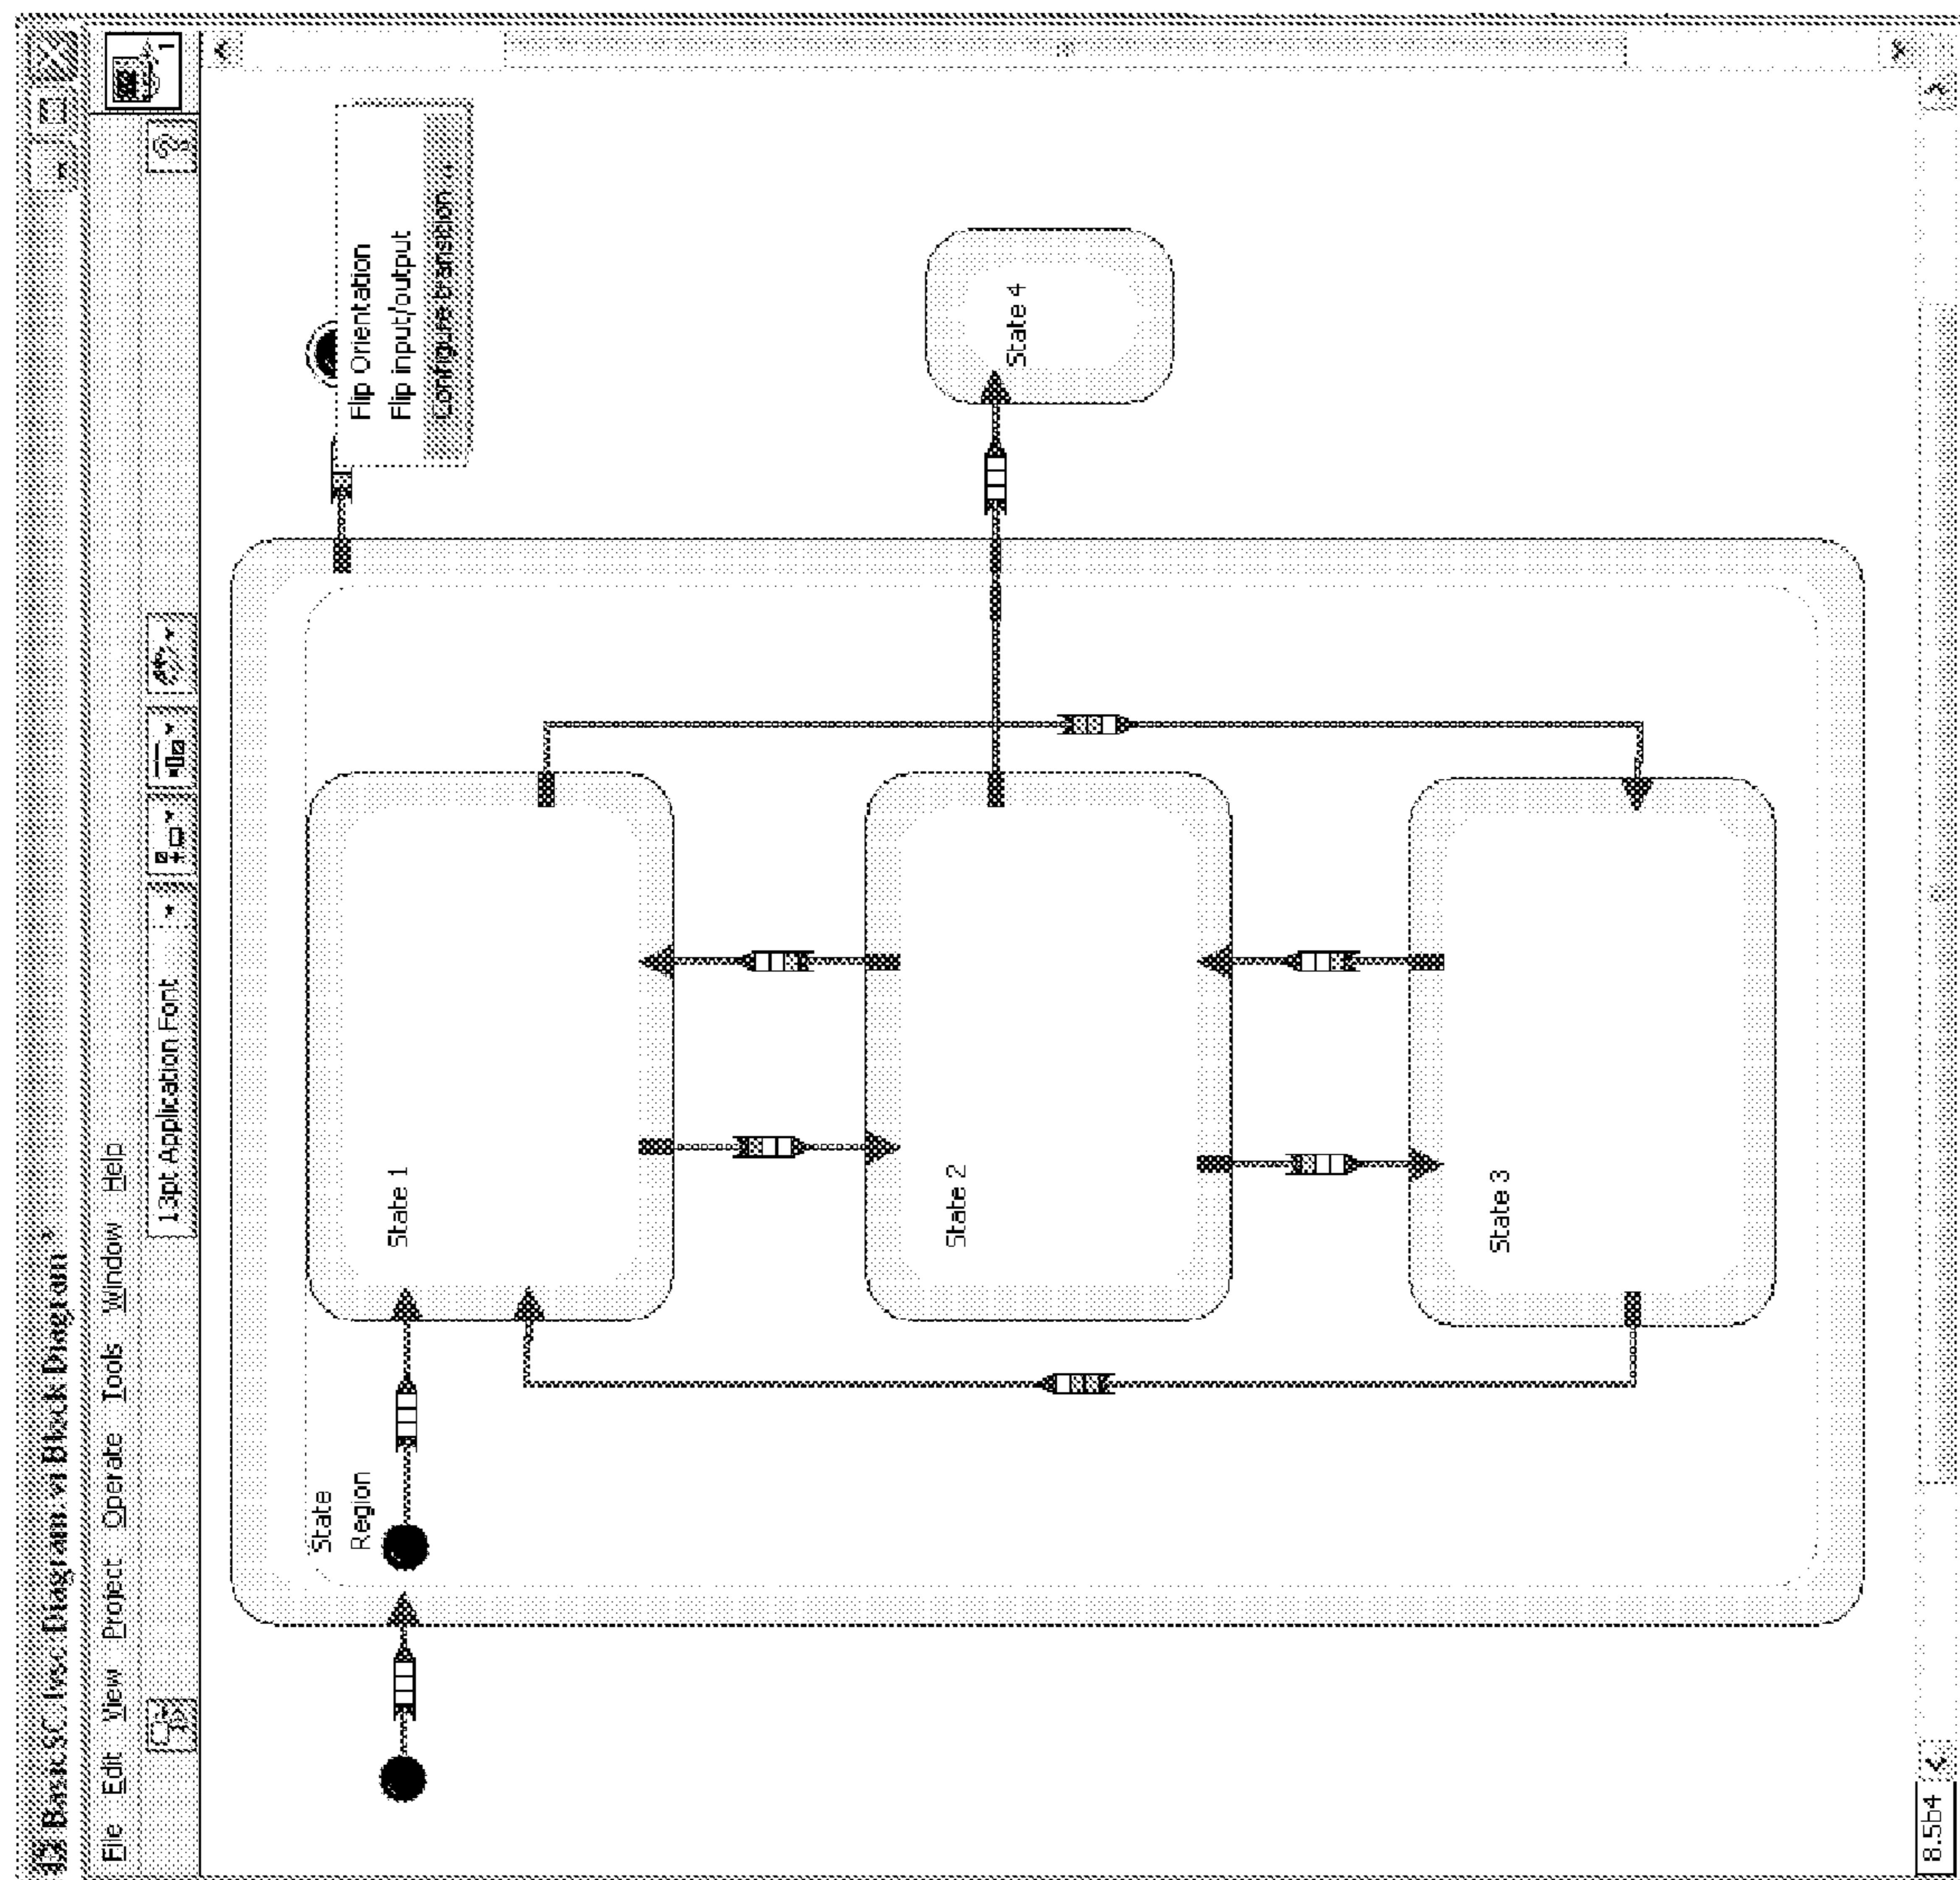 BasicSC.lvsc Diagram.vi Block Diagram *
File Edit View Project Operate Tools Window Help
13pt Application Font
?
1
State
Region
State 1
Flip Orientation
Flip input/output
Configure transition ...
State 2
State 4
State 3
8.5b4